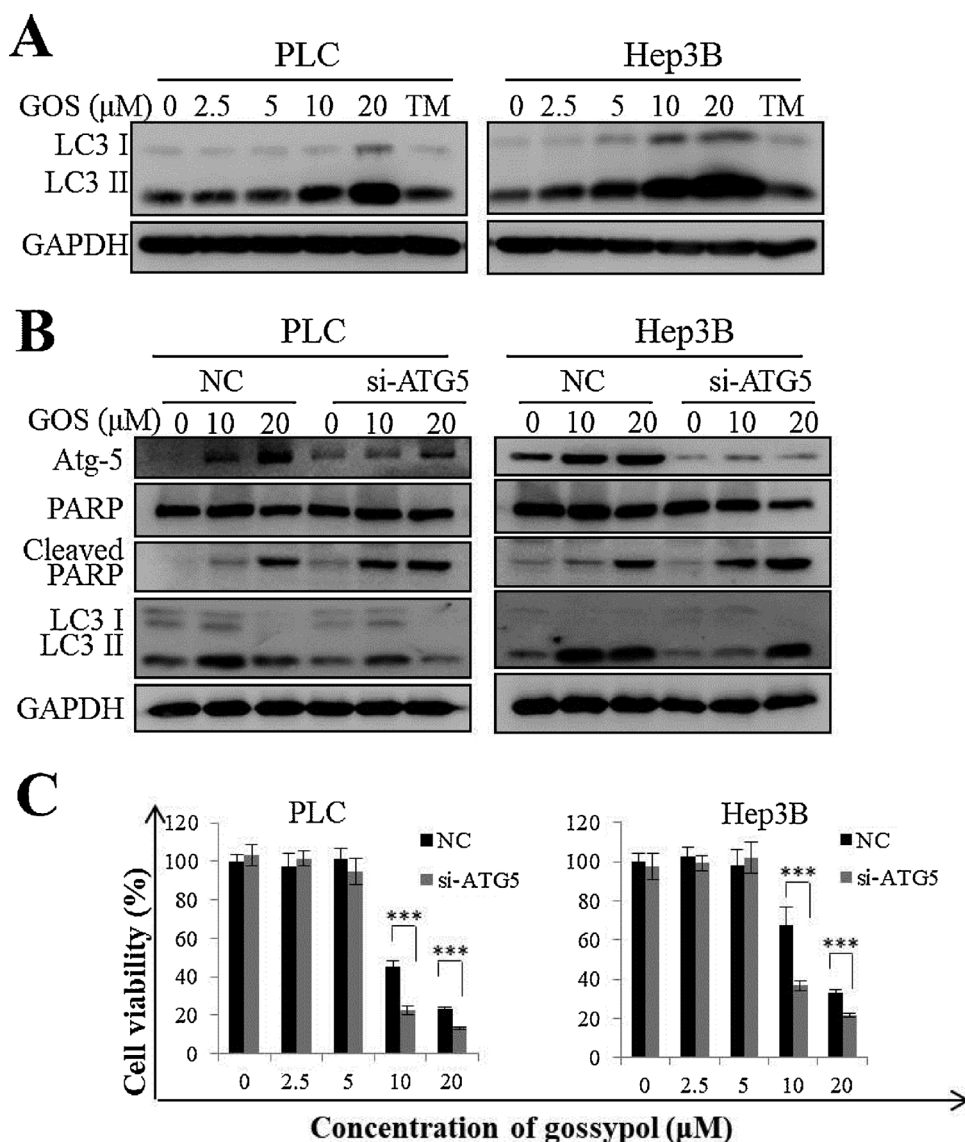 A
PLC Hep3B
GOS (μM) 0 2.5 5 10 20 TM 0 2.5 5 10 20 TM
LC3 I
LC3 II
GAPDH
B
PLC Hep3B
NC si-ATG5 NC si-ATG5
GOS (μM) 0 10 20 0 10 20 0 10 20 0 10 20
Atg-5
PARP
Cleaved
PARP
LC3 I
LC3 II
GAPDH
C
Cell viability (%)
PLC
120
100
80
60
40
20
0
NC
si-ATG5
***
***
0 2.5 5 10 20
Hep3B
120
100
80
60
40
20
0
NC
si-ATG5
***
***
0 2.5 5 10 20
Concentration of gossypol (μM)